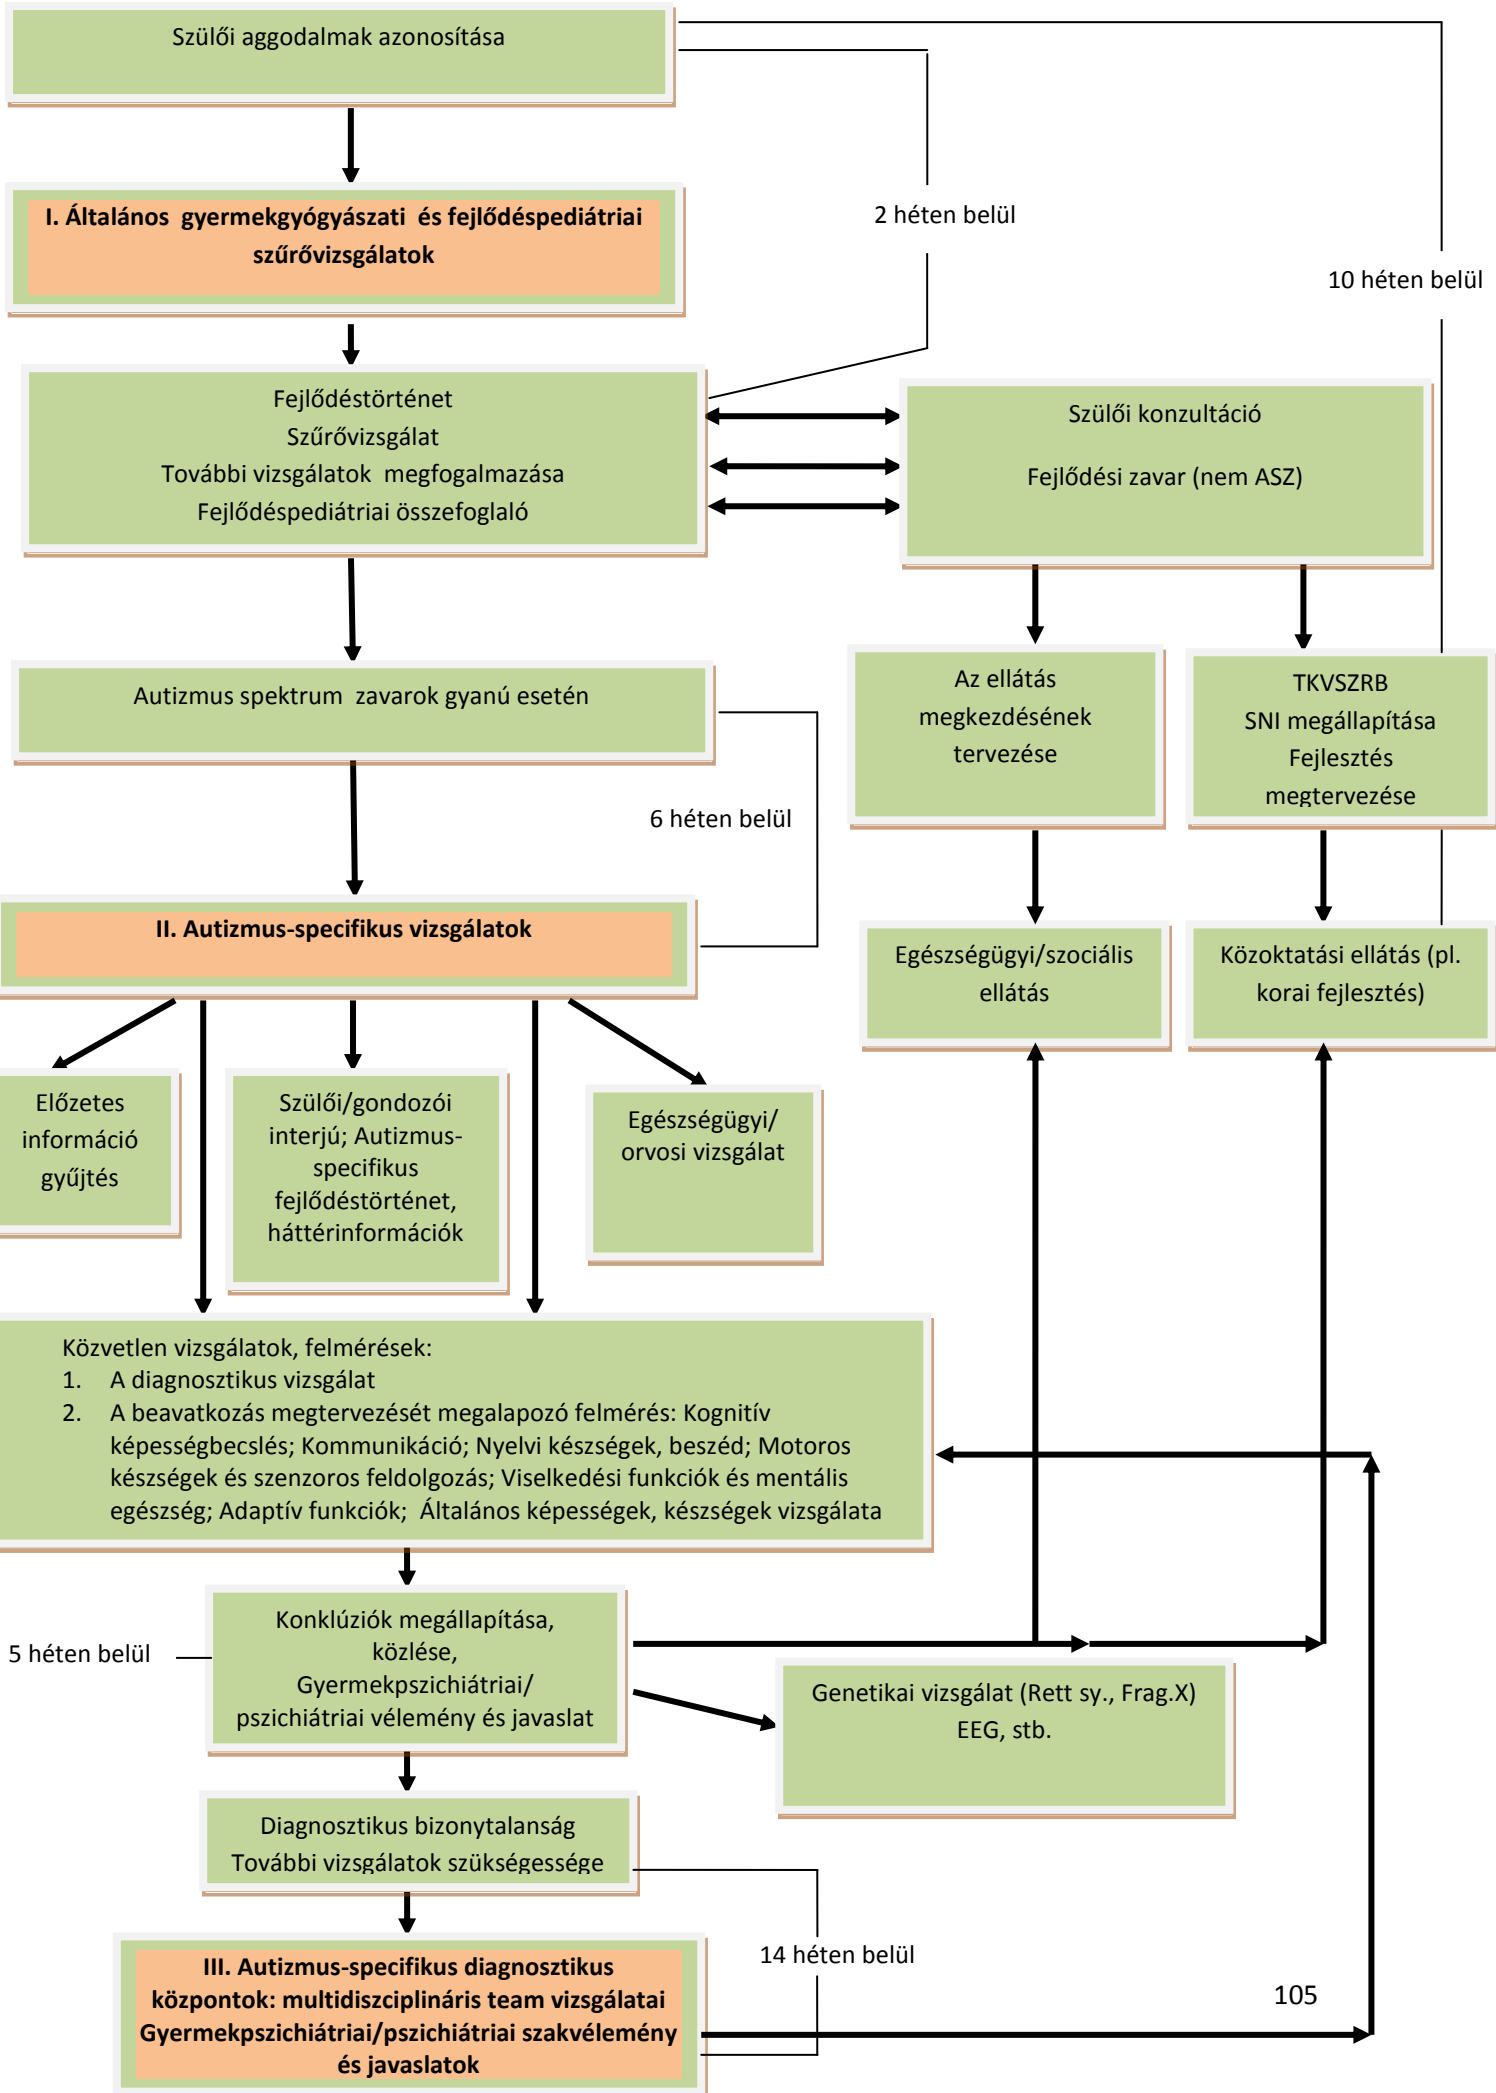 Szülői aggodalmak azonosítása
I. Általános gyermekgyógyászati és fejlődéspediátriai
szűrővizsgálatok
2 héten belül
10 héten belül
Fejlődéstörténet
Szűrővizsgálat
További vizsgálatok megfogalmazása
Fejlődéspediátriai összefoglaló
Szülői konzultáció
Fejlődési zavar (nem ASZ)
Autizmus spektrum zavarok gyanú esetén
Az ellátás
megkezdésének
tervezése
TKVSZRB
SNI megállapítása
Fejlesztés
megtervezése
6 héten belül
II. Autizmus-specifikus vizsgálatok
Egészségügyi/szociális
ellátás
Közoktatási ellátás (pl.
korai fejlesztés)
Előzetes
információ
gyűjtés
Szülői/gondozói
interjú; Autizmus-
specifikus
fejlődéstörténet,
háttérinformációk
Egészségügyi/
orvosi vizsgálat
Közvetlen vizsgálatok, felmérések:
1. A diagnosztikus vizsgálat
2. A beavatkozás megtervezését megalapozó felmérés: Kognitív
képességbecslés; Kommunikáció; Nyelvi készségek, beszéd; Motoros
készségek és szenzoros feldolgozás; Viselkedési funkciók és mentális
egészség; Adaptív funkciók; Általános képességek, készségek vizsgálata
5 héten belül
Konklúziók megállapítása,
közlése,
Gyermekpszichiátriai/
pszichiátriai vélemény és javaslat
Genetikai vizsgálat (Rett sy., Frag.X)
EEG, stb.
Diagnosztikus bizonytalanság
További vizsgálatok szükségessége
14 héten belül
III. Autizmus-specifikus diagnosztikus
központok: multidiszciplináris team vizsgálatai
Gyermekpszichiátriai/pszichiátriai szakvélemény
és javaslatok
105